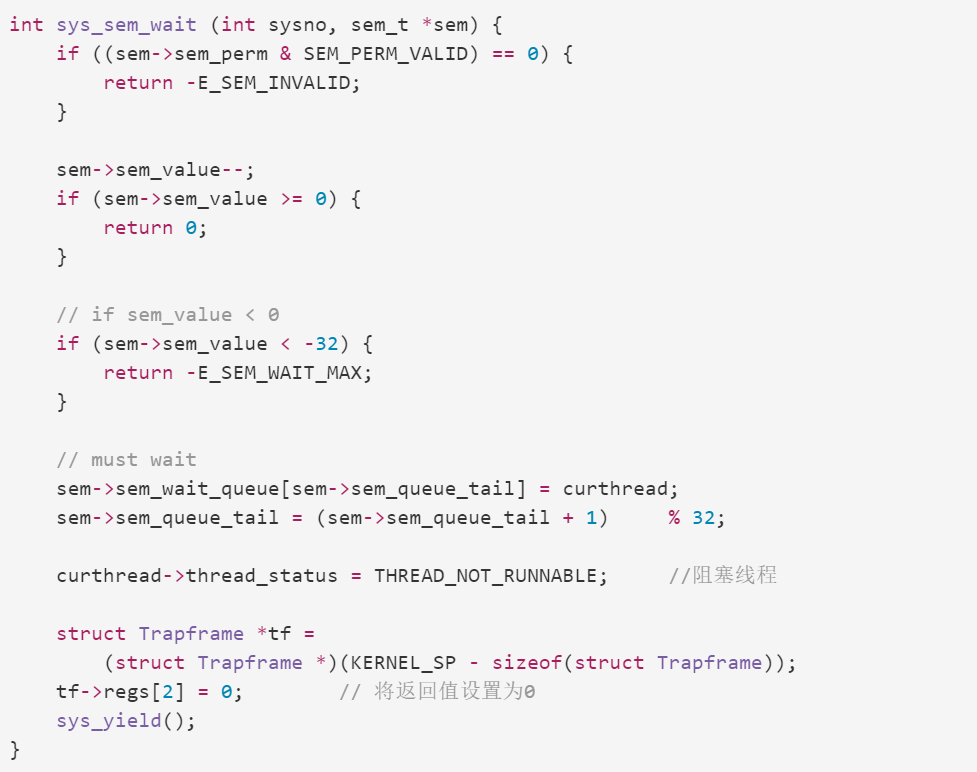 int sys_sem_wait (int sysno, sem_t *sem) {
    if ((sem->sem_perm & SEM_PERM_VALID) == 0) {
        return -E_SEM_INVALID;
    }

    sem->sem_value--;
    if (sem->sem_value >= 0) {
        return 0;
    }

    // if sem_value < 0
    if (sem->sem_value < -32) {
        return -E_SEM_WAIT_MAX;
    }

    // must wait
    sem->sem_wait_queue[sem->sem_queue_tail] = curthread;
    sem->sem_queue_tail = (sem->sem_queue_tail + 1)     % 32;

    curthread->thread_status = THREAD_NOT_RUNNABLE;     //阻塞线程

    struct Trapframe *tf =
        (struct Trapframe *)(KERNEL_SP - sizeof(struct Trapframe));
    tf->regs[2] = 0;        // 将返回值设置为0
    sys_yield();
}